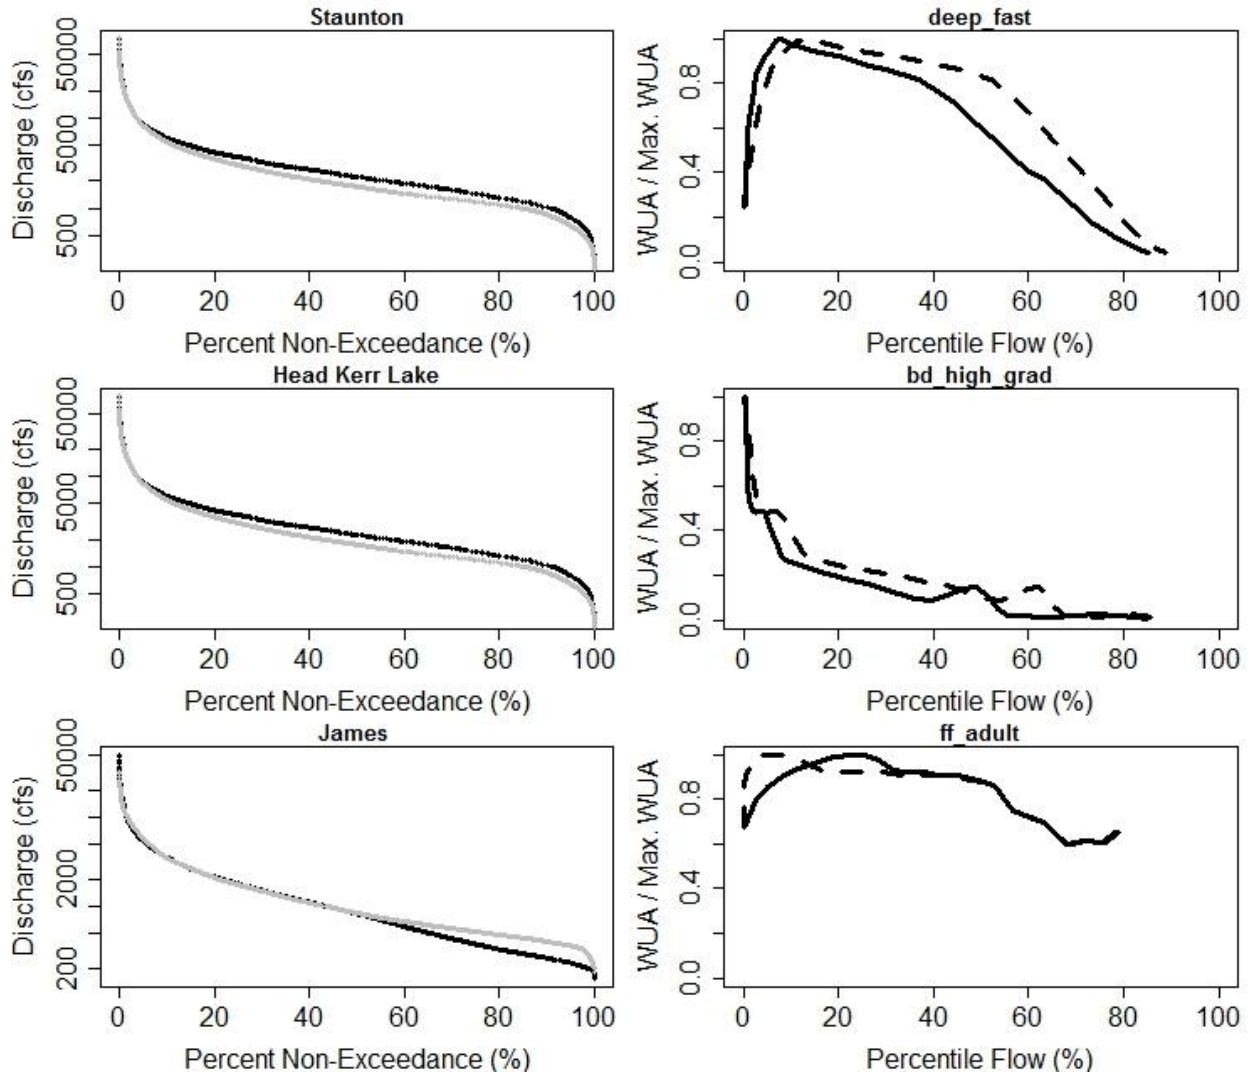 Staunton
Discharge (cfs)
50000
5000
500
0 20 40 60 80 100
Percent Non-Exceedance (%)
deep_fast
WUA / Max. WUA
0.8
0.4
0.0
0 20 40 60 80 100
Percentile Flow (%)
Head Kerr Lake
Discharge (cfs)
50000
5000
500
0 20 40 60 80 100
Percent Non-Exceedance (%)
bd_high_grad
WUA / Max. WUA
0.8
0.4
0.0
0 20 40 60 80 100
Percentile Flow (%)
James
Discharge (cfs)
50000
2000
200
0 20 40 60 80 100
Percent Non-Exceedance (%)
ff_adult
WUA / Max. WUA
0.8
0.4
0.0
0 20 40 60 80 100
Percentile Flow (%)